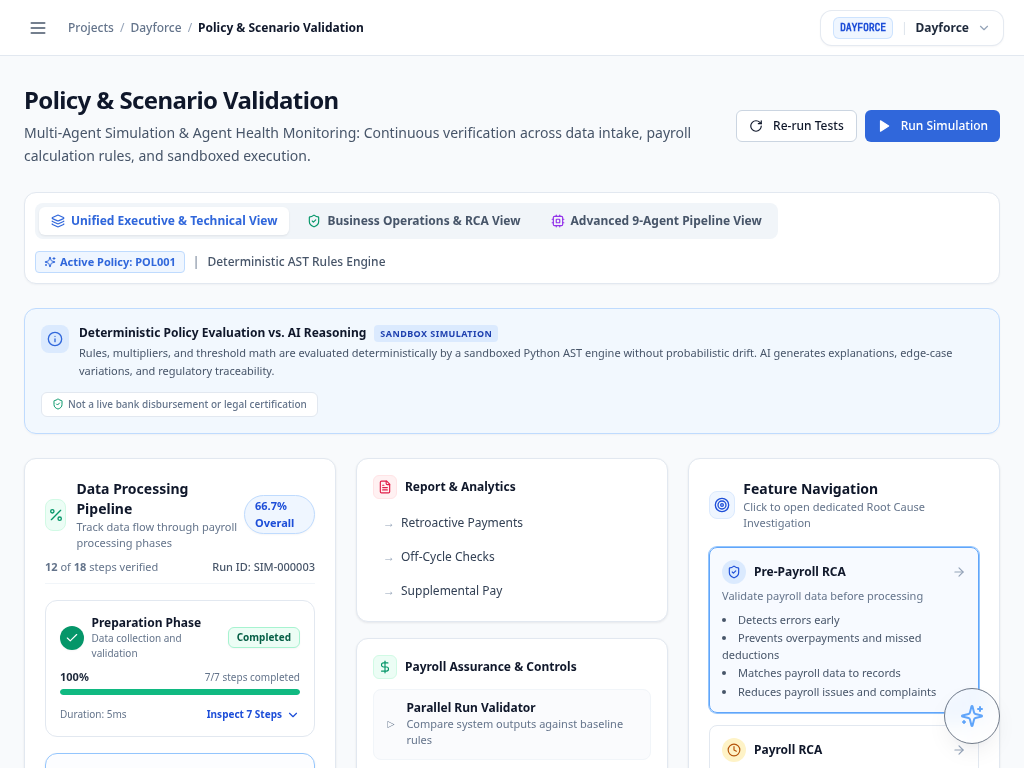 Projects / Dayforce / Policy & Scenario Validation
DAYFORCE Dayforce
Policy & Scenario Validation
Multi-Agent Simulation & Agent Health Monitoring: Continuous verification across data intake, payroll
calculation rules, and sandboxed execution.
Re-run Tests
Run Simulation
Unified Executive & Technical View
Business Operations & RCA View
Advanced 9-Agent Pipeline View
Active Policy: POL001 | Deterministic AST Rules Engine
Deterministic Policy Evaluation vs. AI Reasoning SANDBOX SIMULATION
Rules, multipliers, and threshold math are evaluated deterministically by a sandboxed Python AST engine without probabilistic drift. AI generates explanations, edge-case
variations, and regulatory traceability.
Not a live bank disbursement or legal certification
Data Processing
Pipeline
Track data flow through payroll
processing phases
66.7%
Overall
12 of 18 steps verified
Run ID: SIM-000003
Preparation Phase
Data collection and
validation
Completed
100%
7/7 steps completed
Duration: 5ms
Inspect 7 Steps
Report & Analytics
→ Retroactive Payments
→ Off-Cycle Checks
→ Supplemental Pay
Payroll Assurance & Controls
Parallel Run Validator
Compare system outputs against baseline
rules
Feature Navigation
Click to open dedicated Root Cause
Investigation
Pre-Payroll RCA
Validate payroll data before processing
• Detects errors early
• Prevents overpayments and missed
deductions
• Matches payroll data to records
• Reduces payroll issues and complaints
Payroll RCA